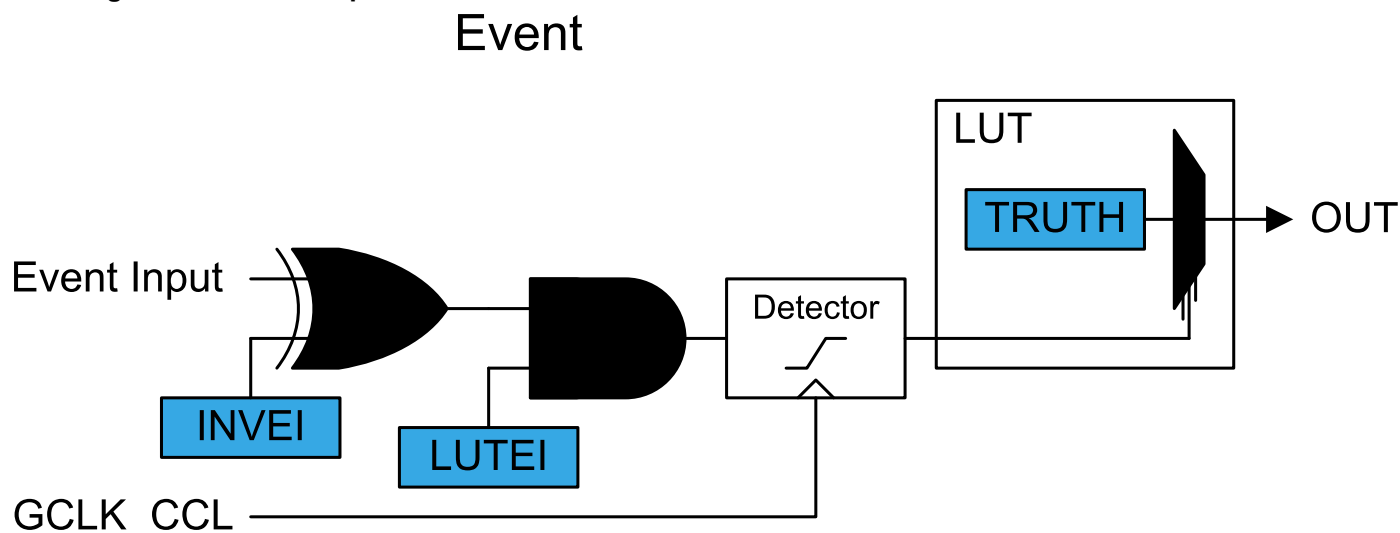 Event
LUT
TRUTH
OUT
Event Input
Detector
INVEI
LUTEI
GCLK CCL